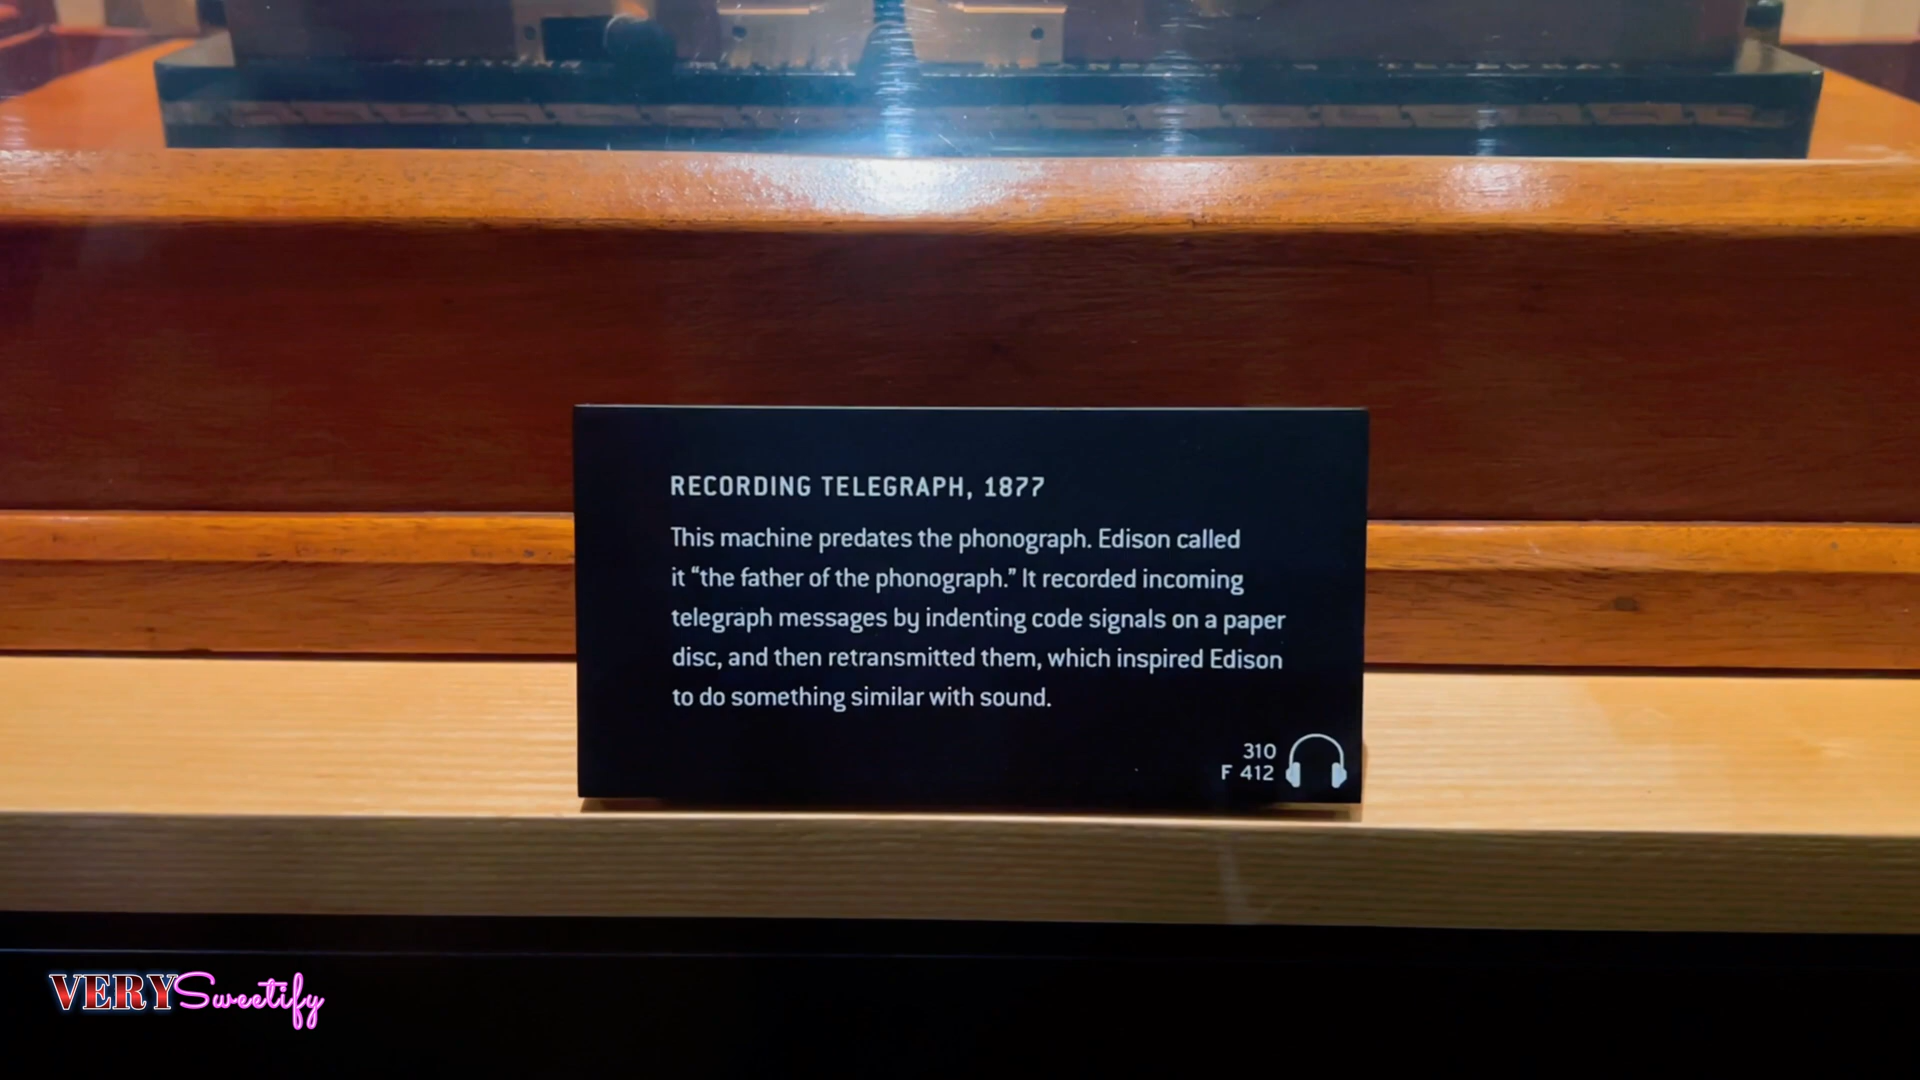 RECORDING TELEGRAPH, 1877
This machine predates the phonograph. Edison called
it “the father of the phonograph.” It recorded incoming
telegraph messages by indenting code signals on a paper
disc, and then retransmitted them, which inspired Edison
to do something similar with sound.
310
F 412
VERY Sweetify